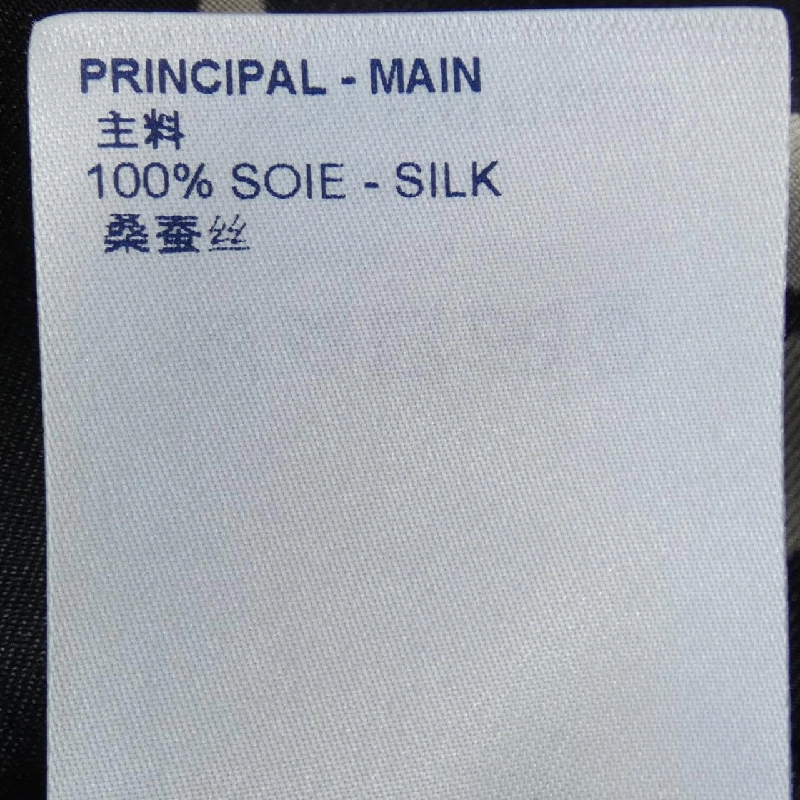 PRINCIPAL - MAIN
主料
100% SOIE - SILK
桑蚕丝